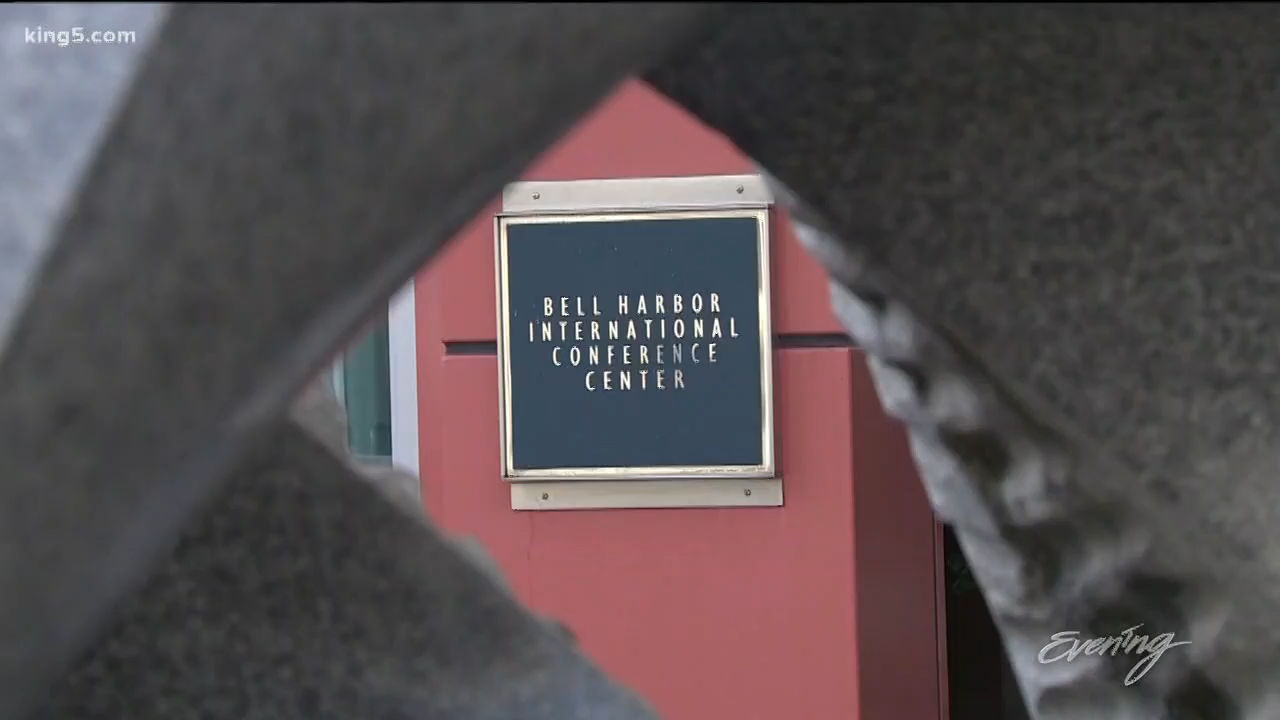 king5.com
BELL HARBOR
INTERNATIONAL
CONFERENCE
CENTER
Evening